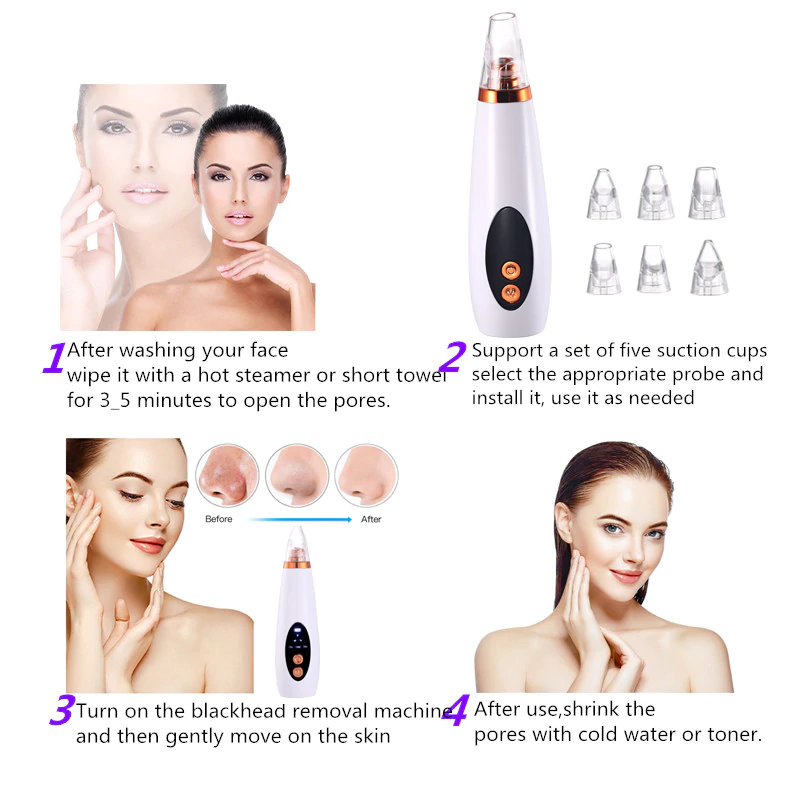 1 After washing your face
wipe it with a hot steamer or short towel
for 3_5 minutes to open the pores.
2 Support a set of five suction cups
select the appropriate probe and
install it, use it as needed
Before After
3 Turn on the blackhead removal machine
and then gently move on the skin
4 After use,shrink the
pores with cold water or toner.